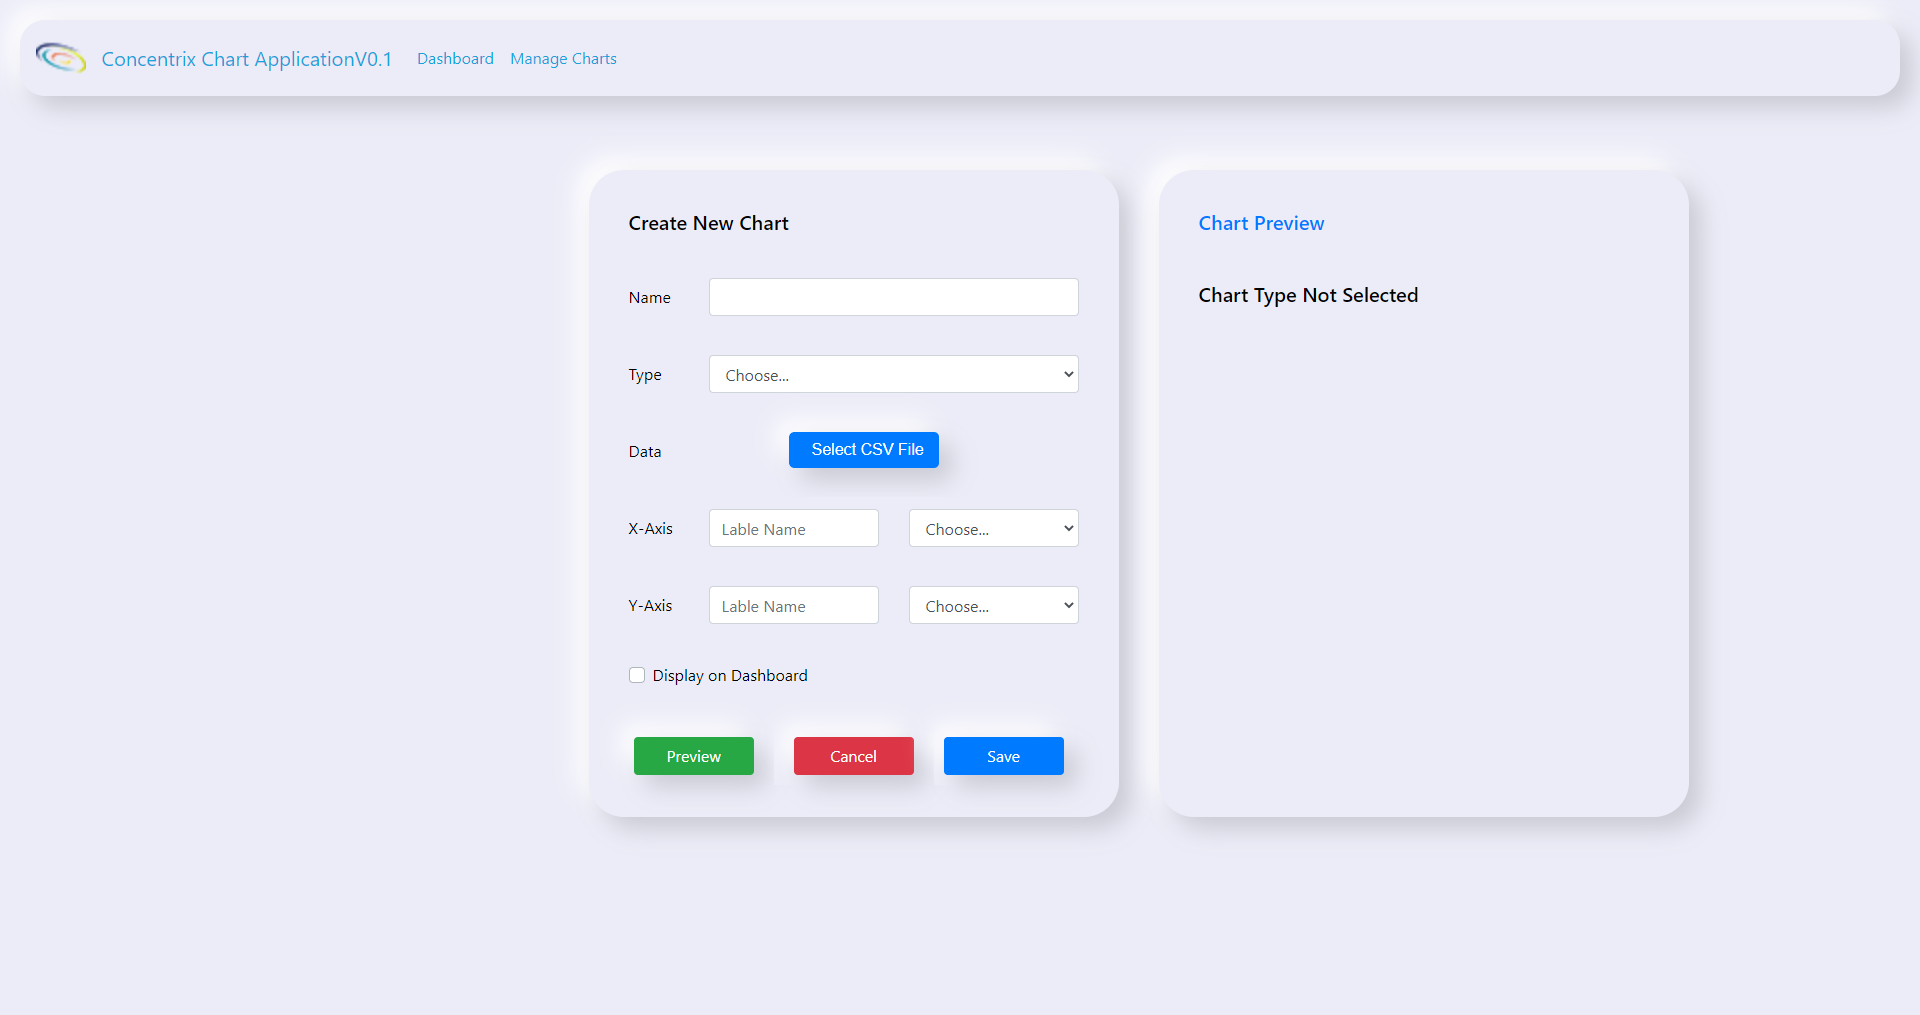 Concentrix Chart ApplicationV0.1 Dashboard Manage Charts
Create New Chart
Name
Type Choose...
Data Select CSV File
X-Axis Lable Name Choose...
Y-Axis Lable Name Choose...
Display on Dashboard
Preview Cancel Save
Chart Preview
Chart Type Not Selected